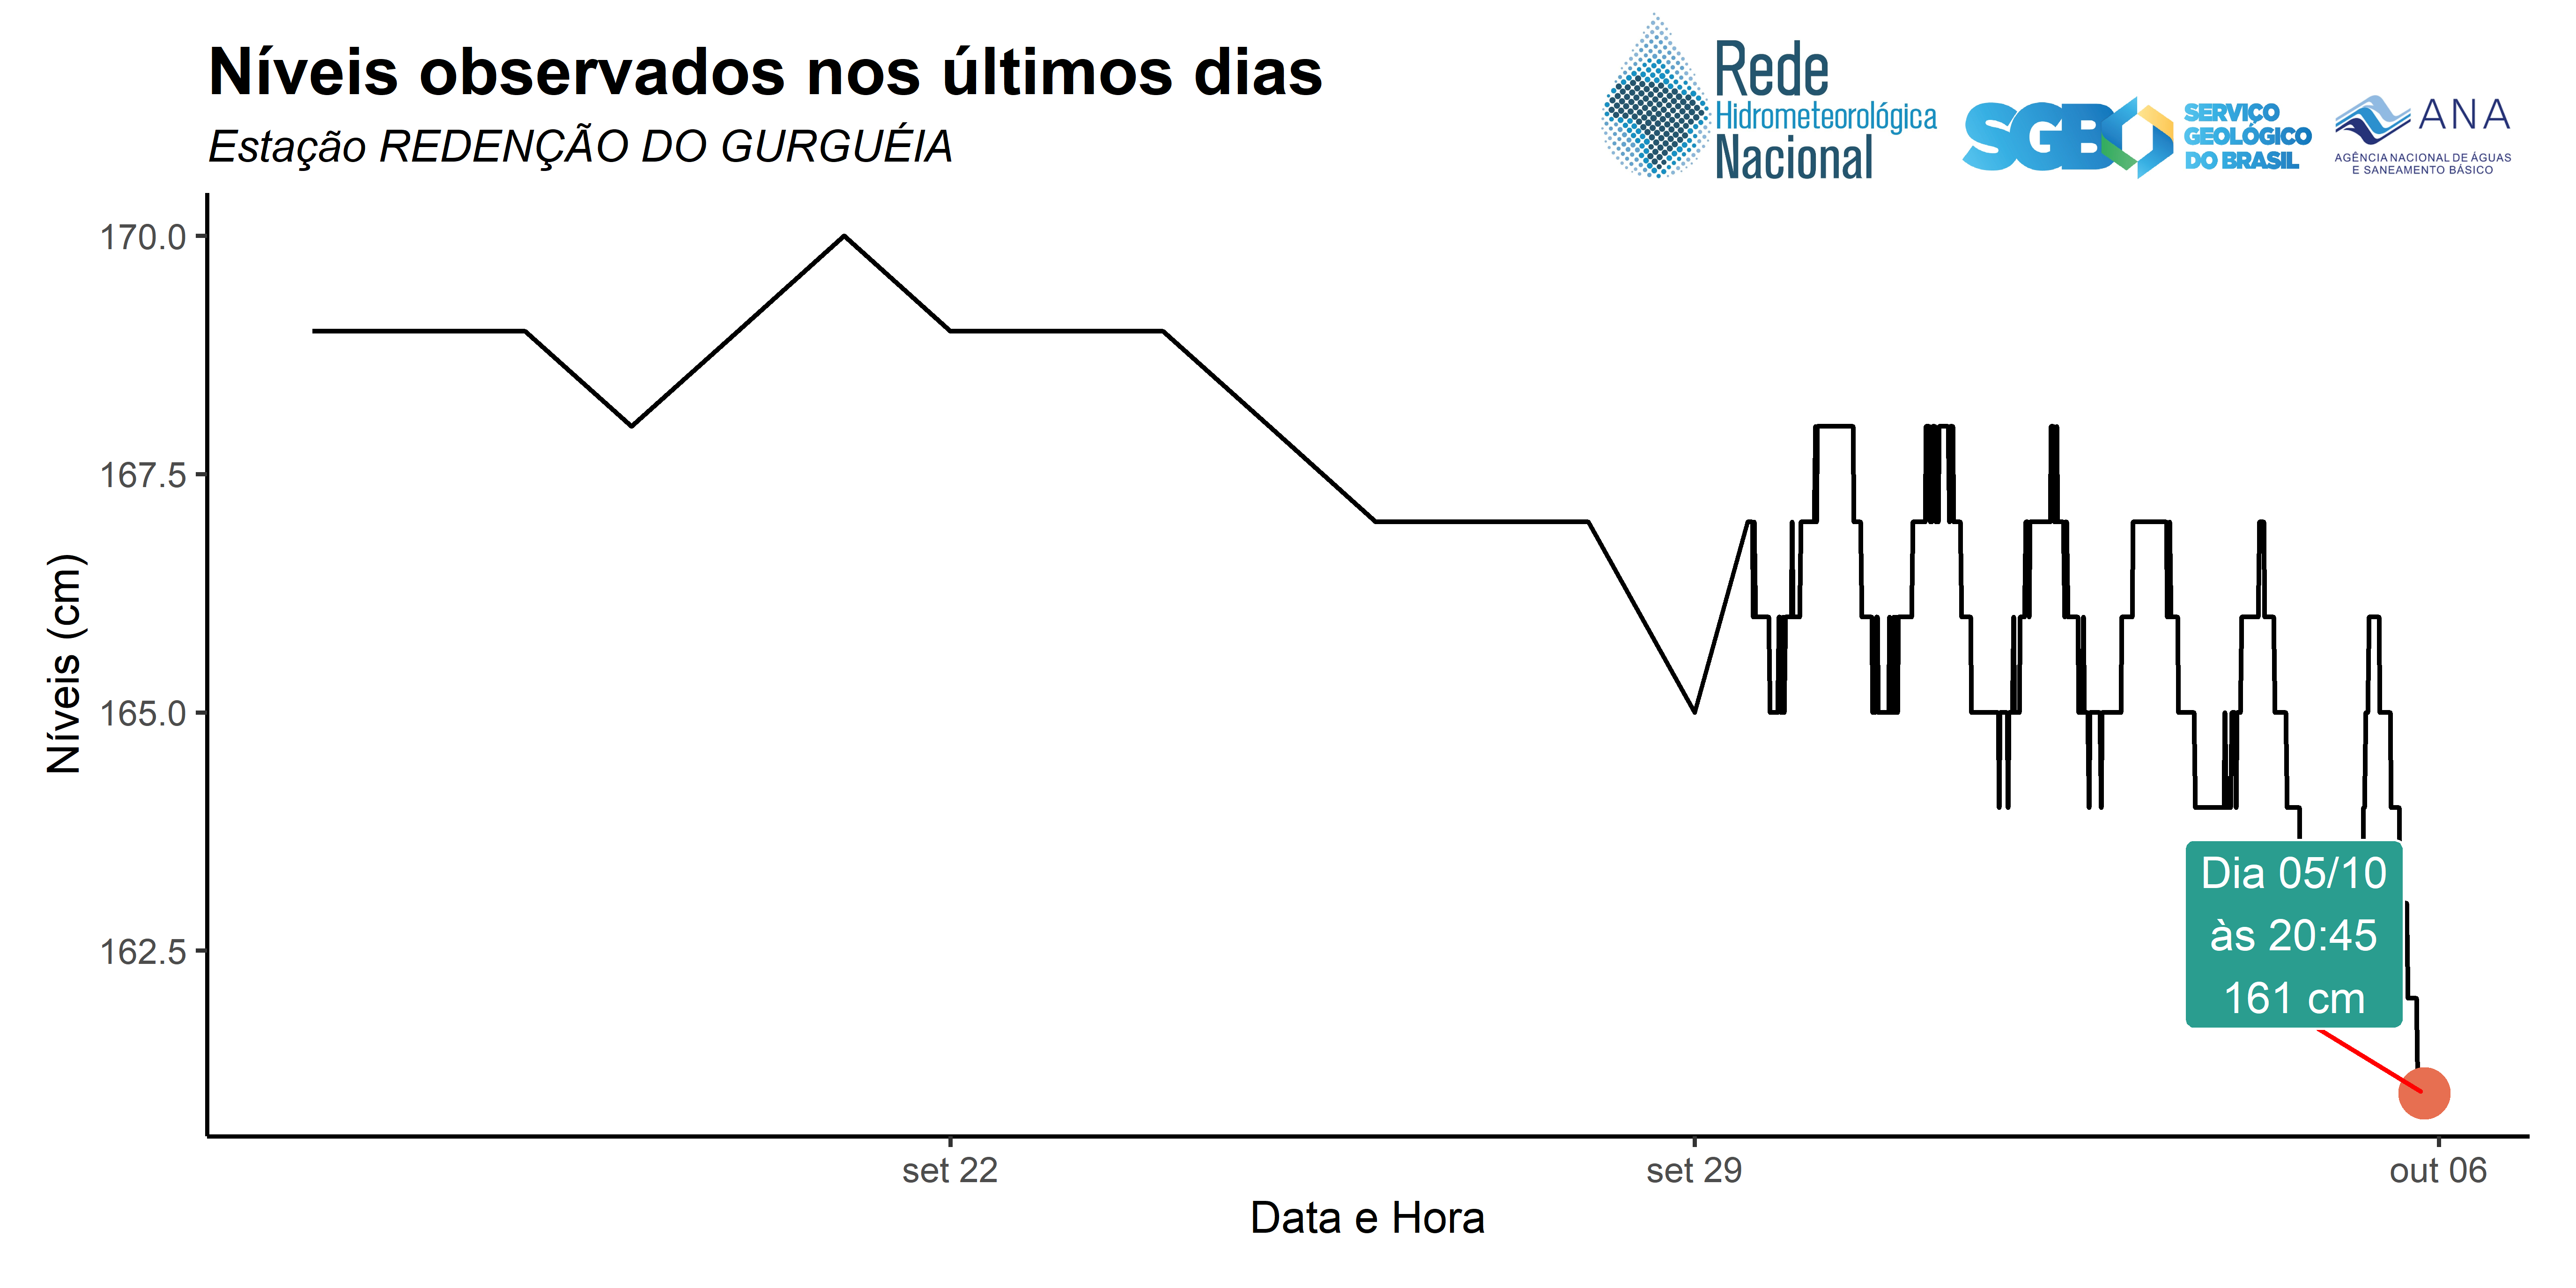 Níveis observados nos últimos dias
Estação REDENÇÃO DO GURGUÉIA
Rede
Hidrometeorológica
Nacional
SGB
SERVIÇO
GEOLÓGICO
DO BRASIL
ANA
AGÊNCIA NACIONAL DE ÁGUAS
E SANEAMENTO BÁSICO
170.0
167.5
165.0
162.5
Níveis (cm)
Dia 05/10
às 20:45
161 cm
set 22
set 29
out 06
Data e Hora